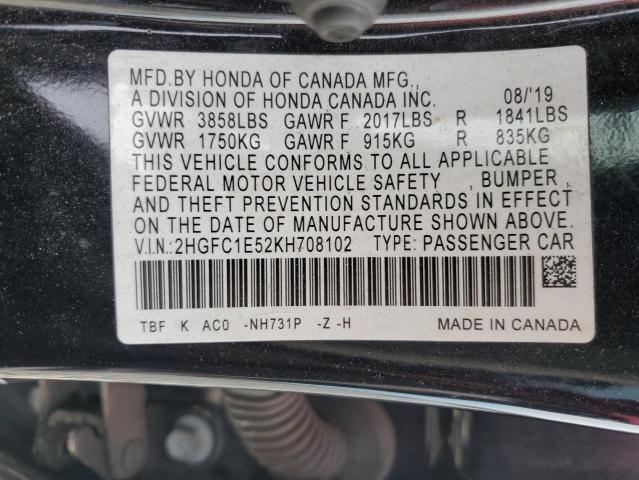 MFD.BY HONDA OF CANADA MFG.,
A DIVISION OF HONDA CANADA INC. 08/'19
GVWR 3858LBS GAWR F 2017LBS R 1841LBS
GVWR 1750KG GAWR F 915KG R 835KG
THIS VEHICLE CONFORMS TO ALL APPLICABLE
FEDERAL MOTOR VEHICLE SAFETY , BUMPER ,
AND THEFT PREVENTION STANDARDS IN EFFECT
ON THE DATE OF MANUFACTURE SHOWN ABOVE.
V.I.N.:2HGFC1E52KH708102 TYPE: PASSENGER CAR
TBF K AC0 -NH731P -Z -H MADE IN CANADA